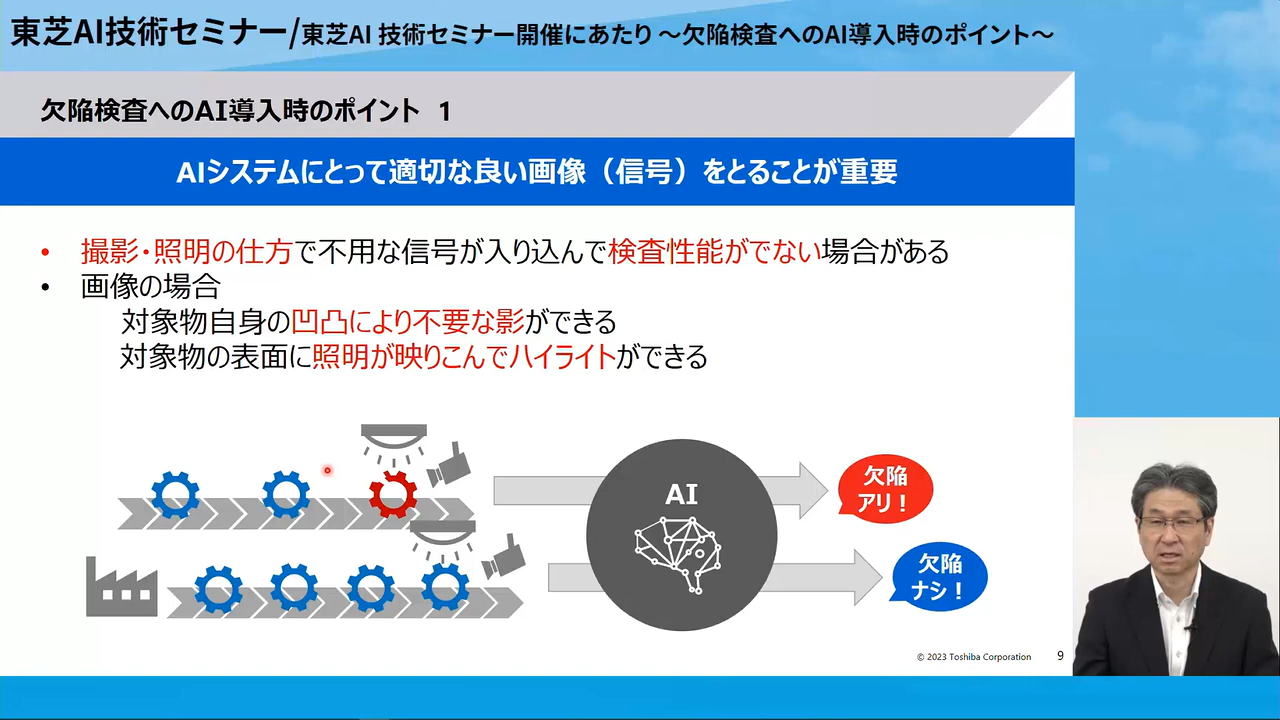 東芝AI技術セミナー/東芝AI 技術セミナー開催にあたり ～欠陥検査へのAI導入時のポイント～
欠陥検査へのAI導入時のポイント 1
AIシステムにとって適切な良い画像（信号）をとることが重要
• 撮影・照明の仕方で不用な信号が入り込んで検査性能がでない場合がある
• 画像の場合
対象物自身の凹凸により不要な影ができる
対象物の表面に照明が映りこんでハイライトができる
AI
欠陥
アリ！
欠陥
ナシ！
© 2023 Toshiba Corporation 9